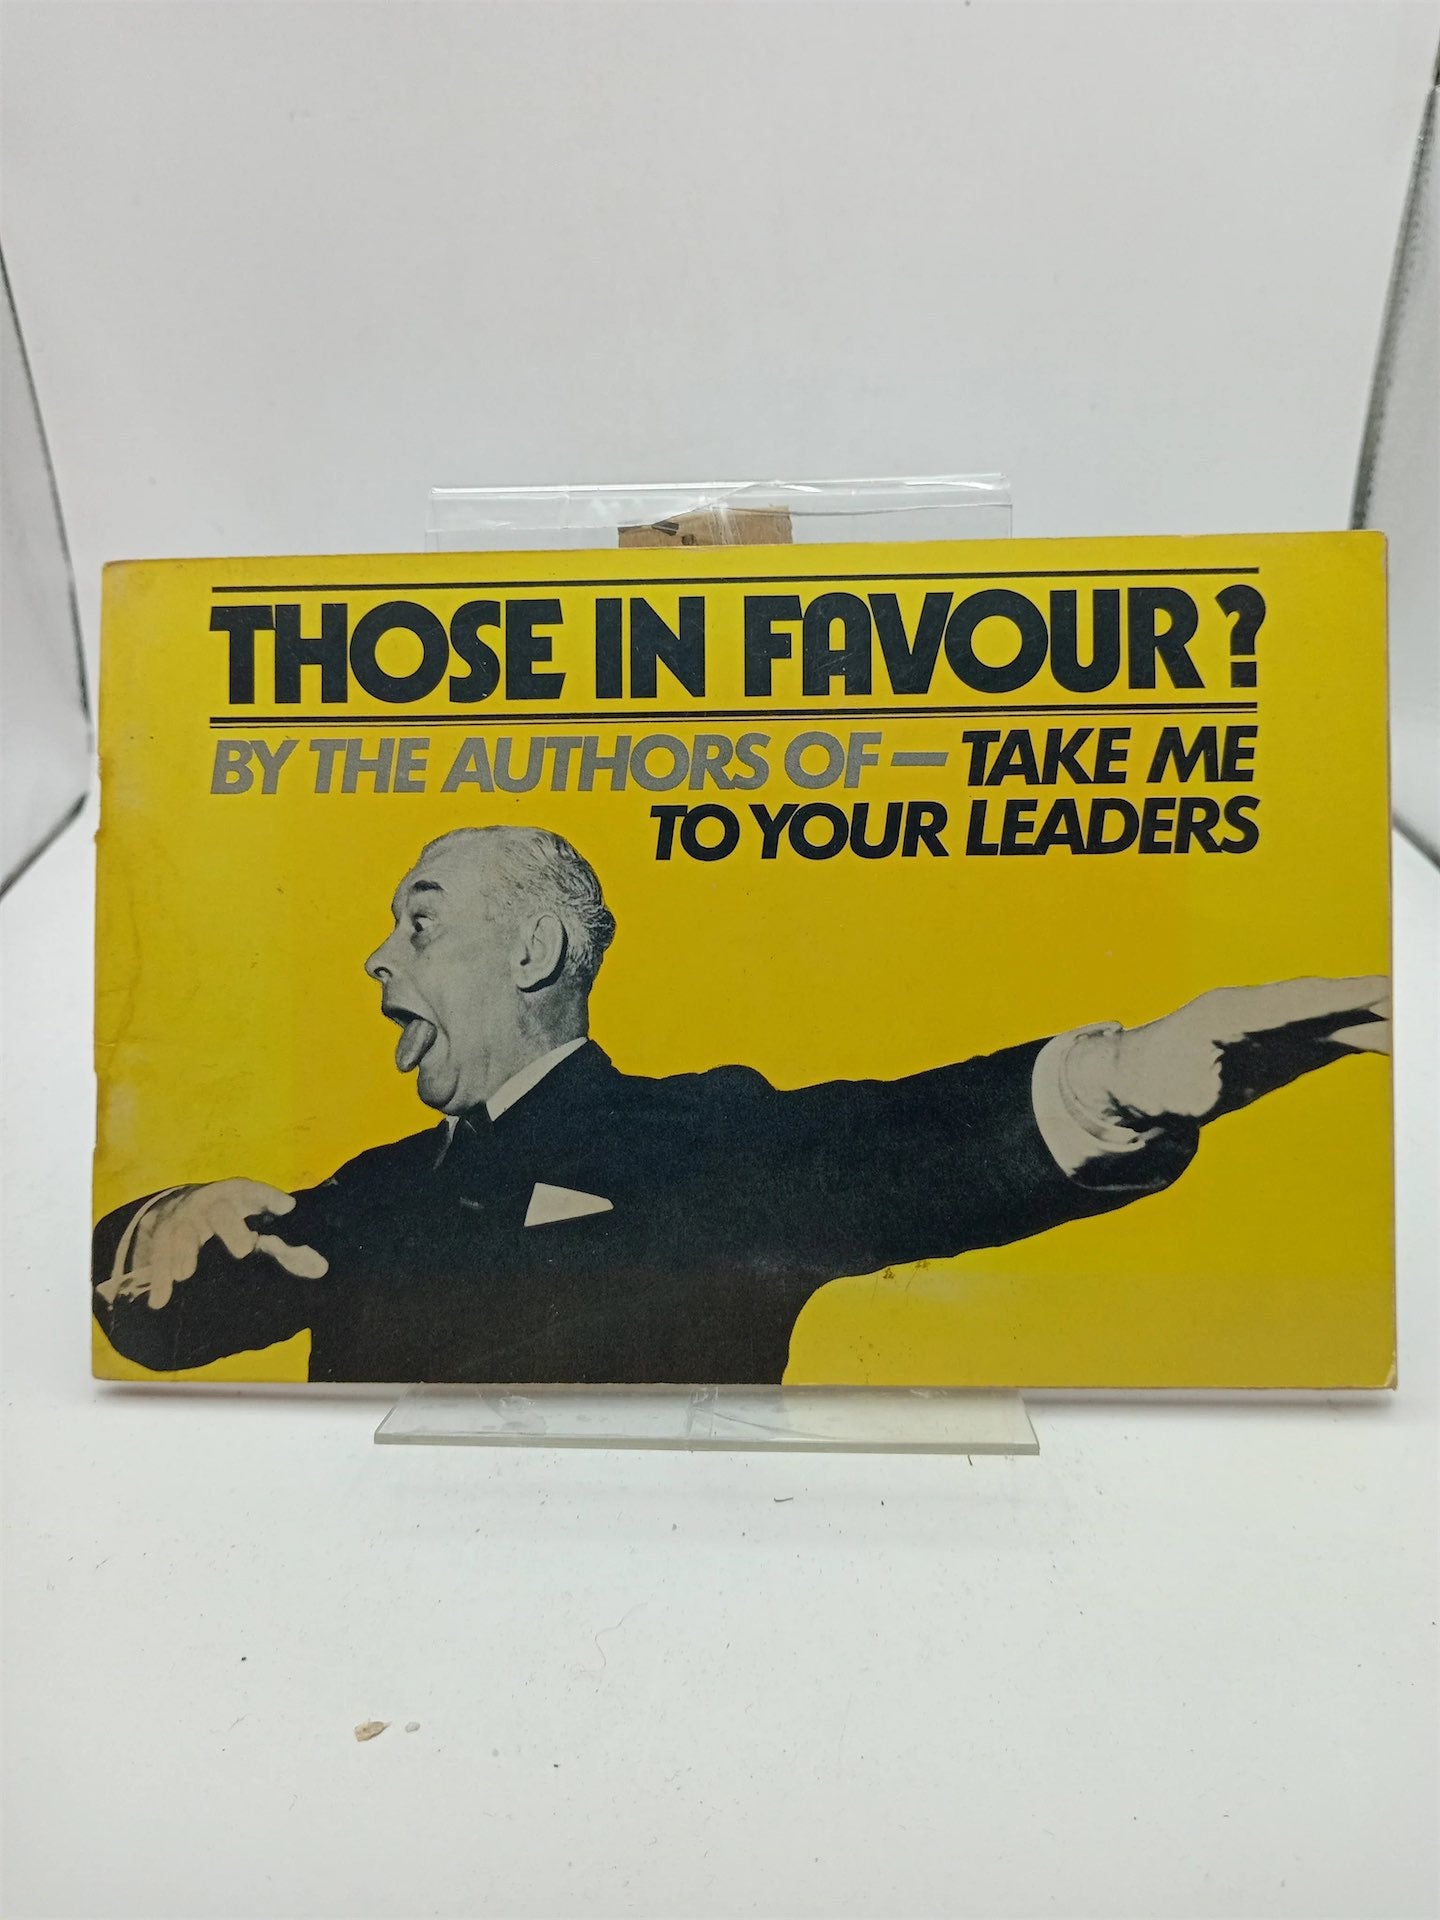 THOSE IN FAVOUR?
BY THE AUTHORS OF — TAKE ME
TO YOUR LEADERS